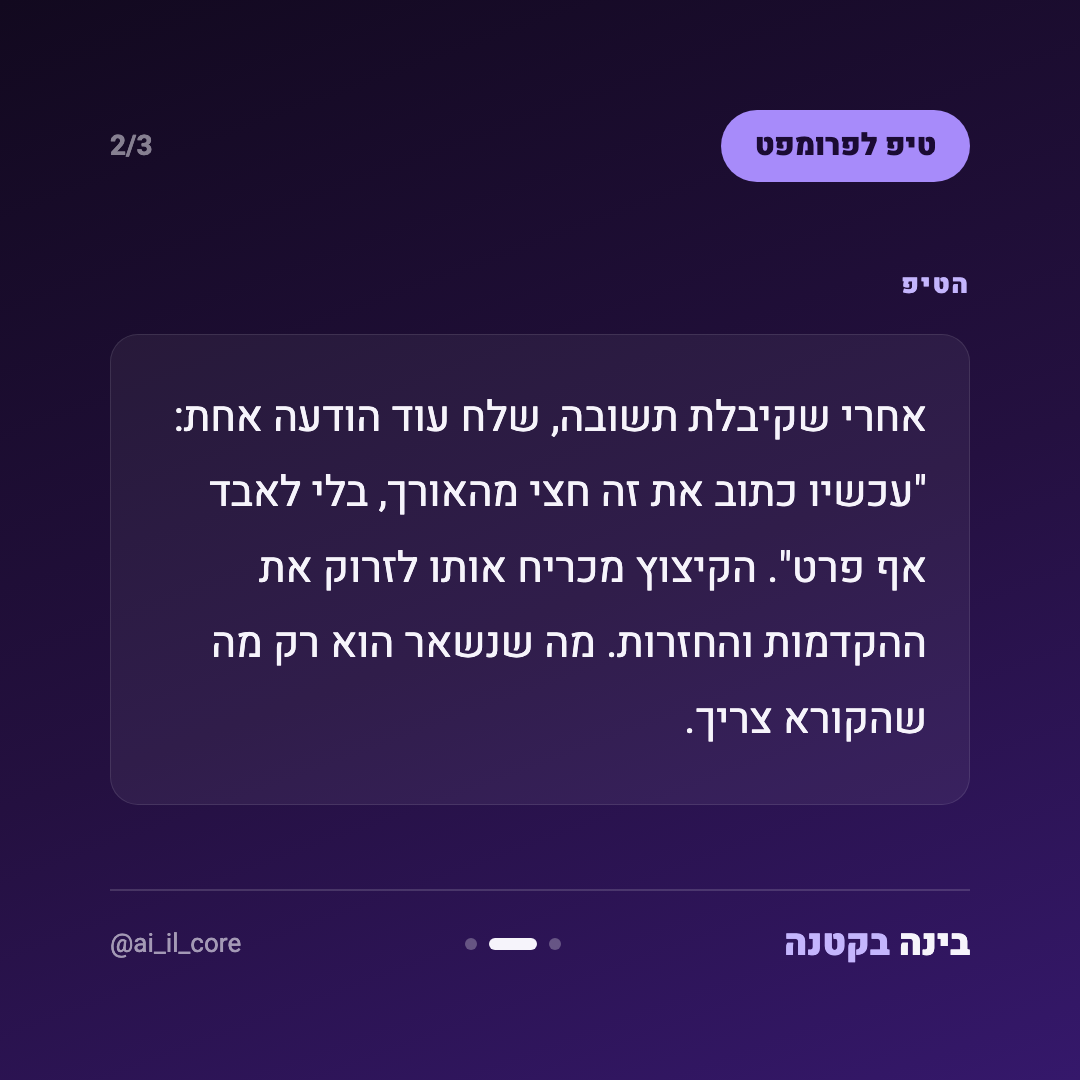 טיפ לפרומפט
2/3
הטיפ
אחרי שקיבלת תשובה, שלח עוד הודעה אחת:
"עכשיו כתוב את זה חצי מהאורך, בלי לאבד
אף פרט". הקיצוץ מכריח אותו לזרוק את
ההקדמות והחזרות. מה שנשאר הוא רק מה
שהקורא צריך.
בינה בקטנה
@ai_il_core